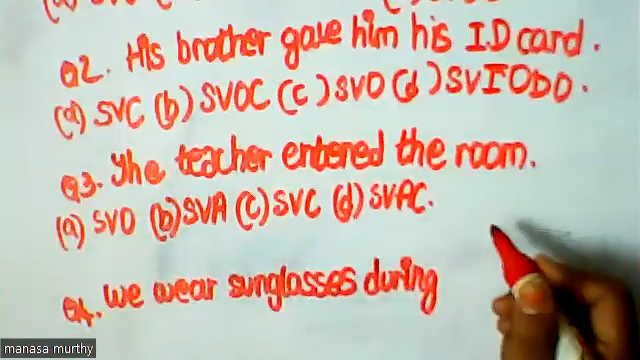 Q2. His brother gave him his I.D card.
(a) SVC (b) SVOC (c) SVO (d) SVIODO.
Q3. The teacher entered the room.
(a) SVO (b) SVA (c) SVC (d) SVAC.
Q4. We wear sunglasses during
manasa murthy